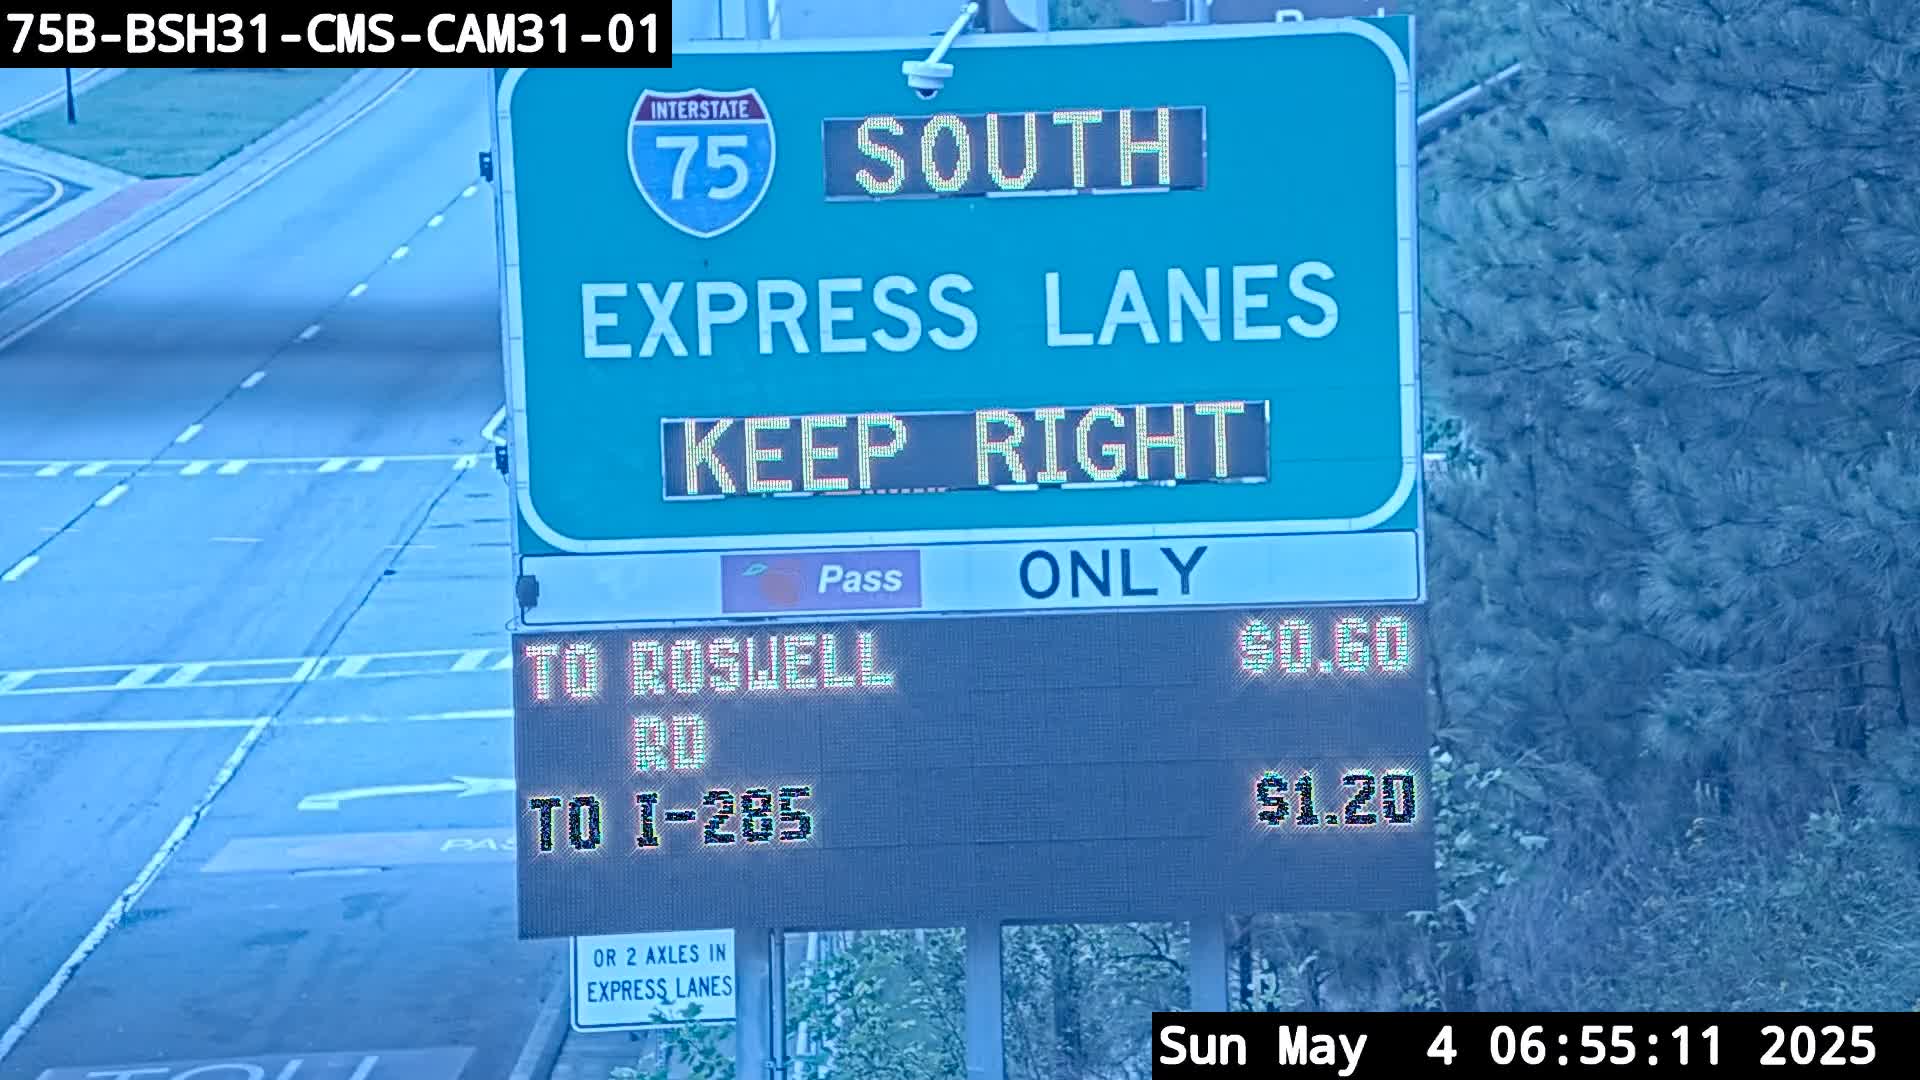 75B-BSH31-CMS-CAM31-01
INTERSTATE
75
SOUTH
EXPRESS LANES
KEEP RIGHT
Pass ONLY
TO ROSWELL $0.60
RD
TO I-285 $1.20
OR 2 AXLES IN
EXPRESS LANES
TOLL
Sun May 4 06:55:11 2025